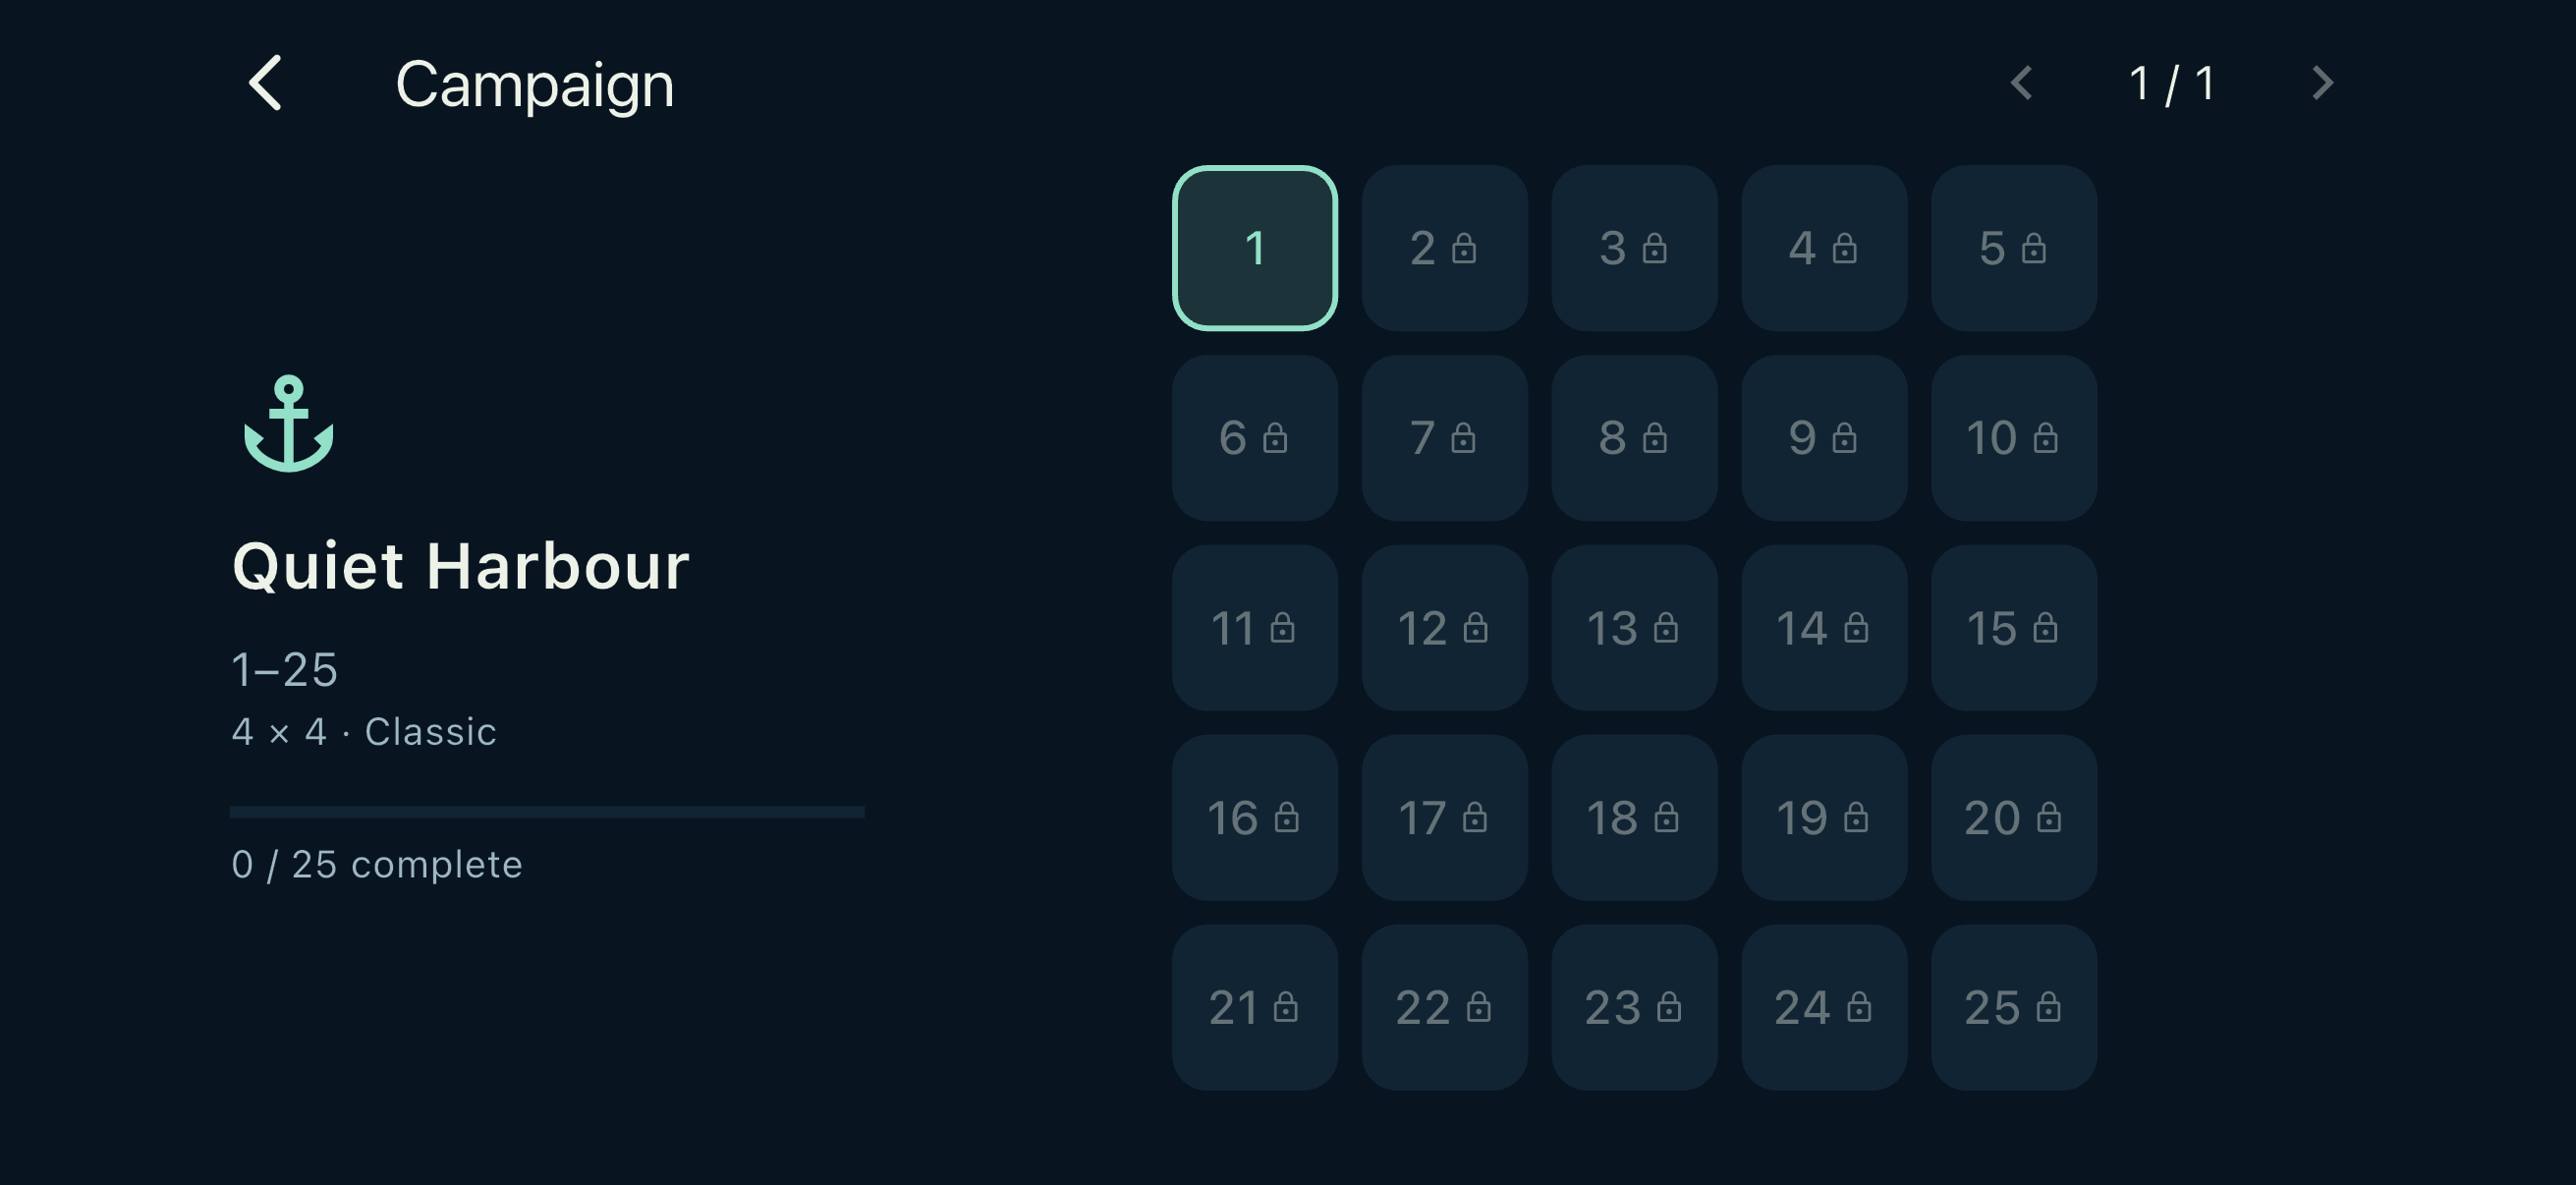 Campaign
1 / 1
Quiet Harbour
1–25
4 × 4 · Classic
0 / 25 complete
1 2 3 4 5
6 7 8 9 10
11 12 13 14 15
16 17 18 19 20
21 22 23 24 25